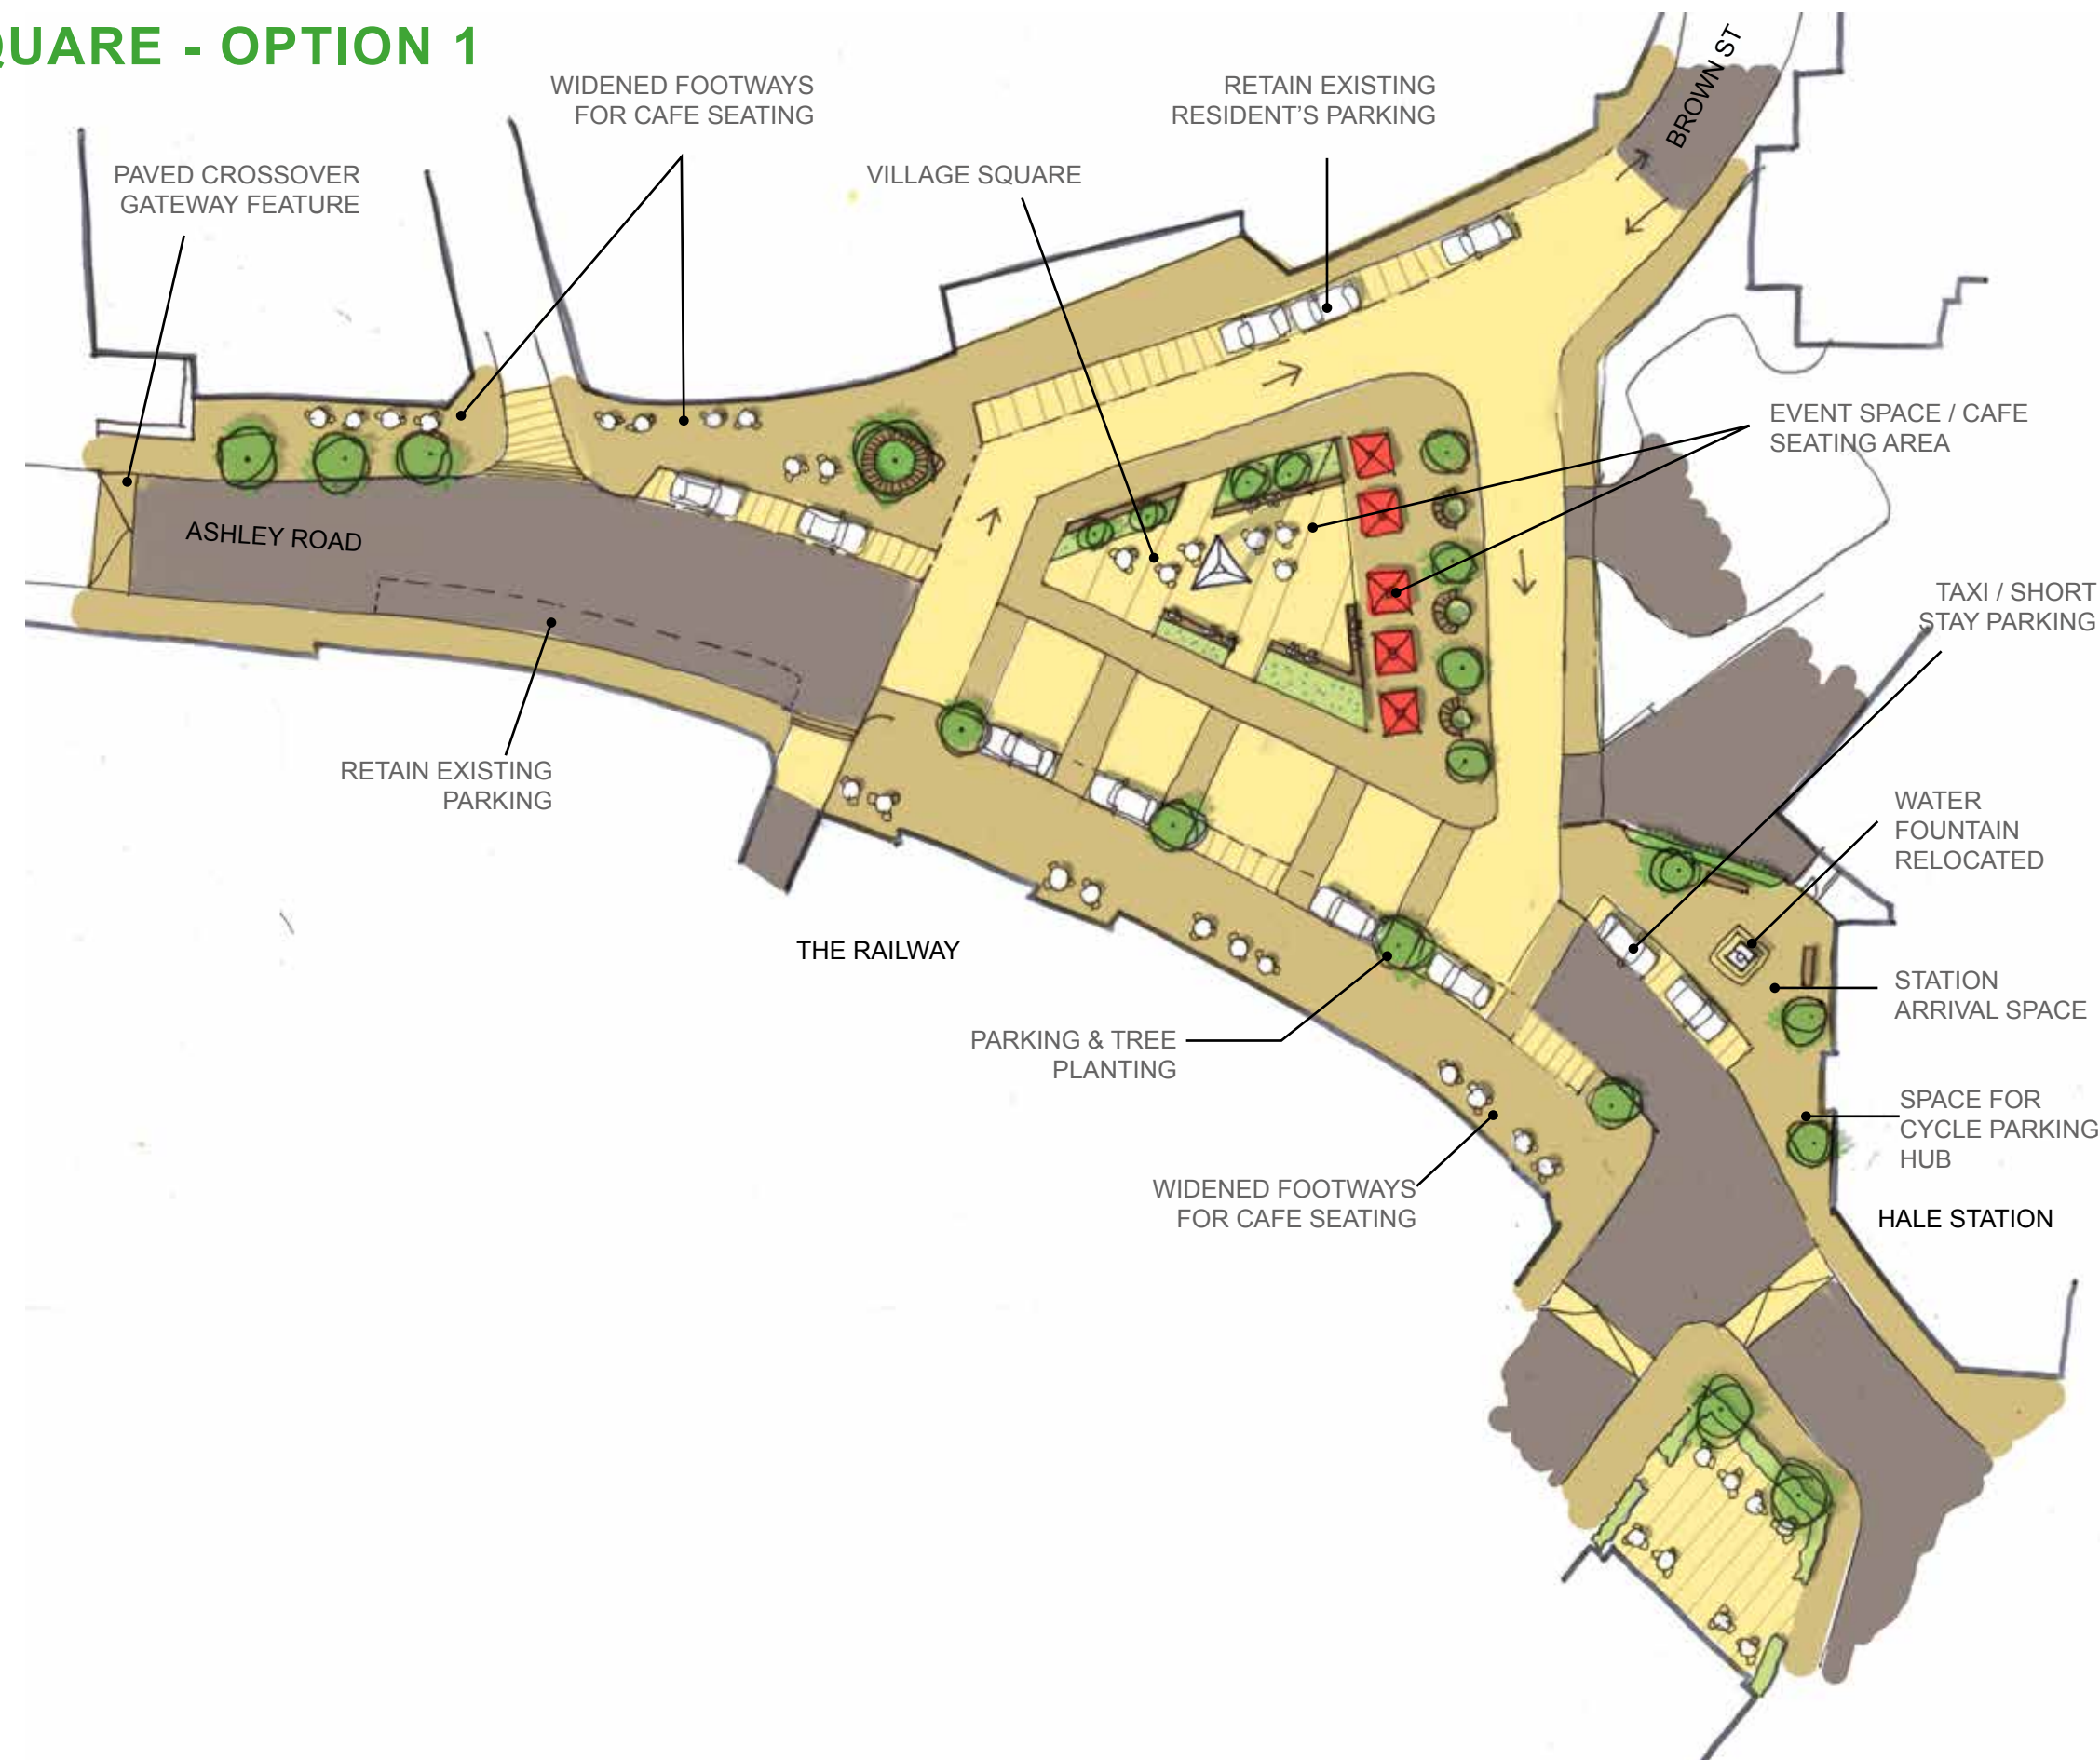 QUARE - OPTION 1
BROWN ST
WIDENED FOOTWAYS
FOR CAFE SEATING
RETAIN EXISTING
RESIDENT'S PARKING
PAVED CROSSOVER
GATEWAY FEATURE
VILLAGE SQUARE
EVENT SPACE / CAFE
SEATING AREA
ASHLEY ROAD
TAXI / SHORT
STAY PARKING
RETAIN EXISTING
PARKING
WATER
FOUNTAIN
RELOCATED
THE RAILWAY
STATION
ARRIVAL SPACE
PARKING & TREE
PLANTING
SPACE FOR
CYCLE PARKING
HUB
WIDENED FOOTWAYS
FOR CAFE SEATING
HALE STATION